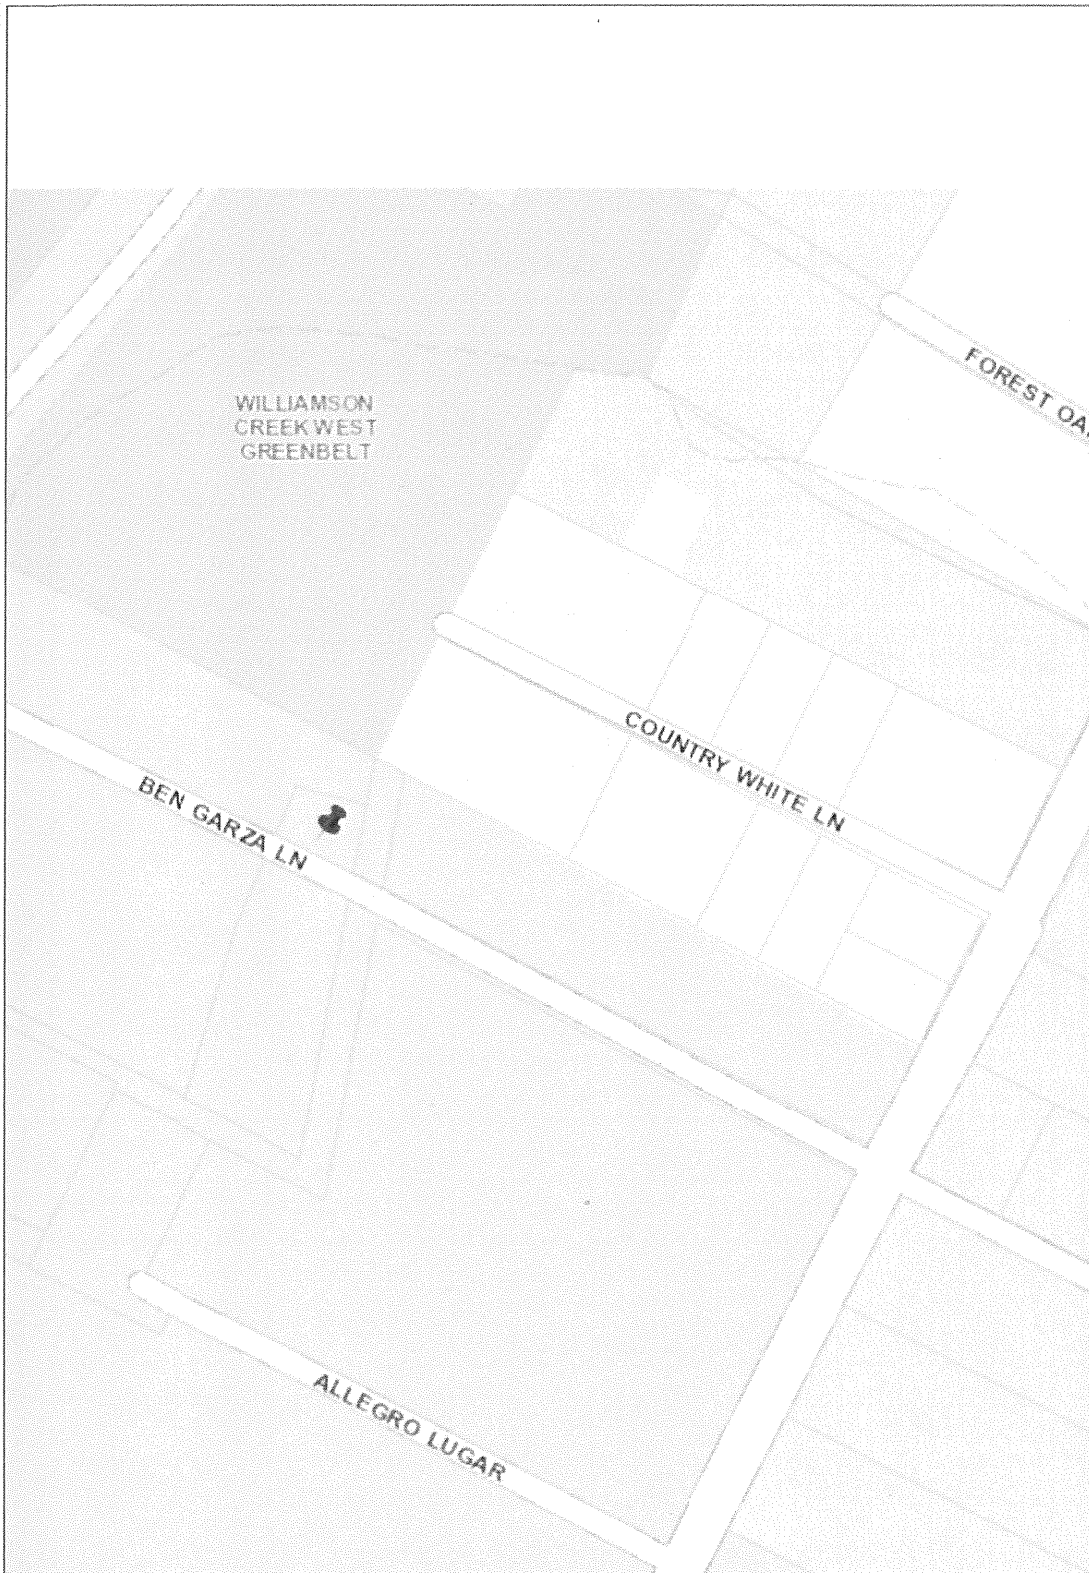 FOREST OA
WILLIAMSON
CREEK WEST
GREENBELT
COUNTRY WHITE LN
BEN GARZA LN
ALLEGRO LUGAR